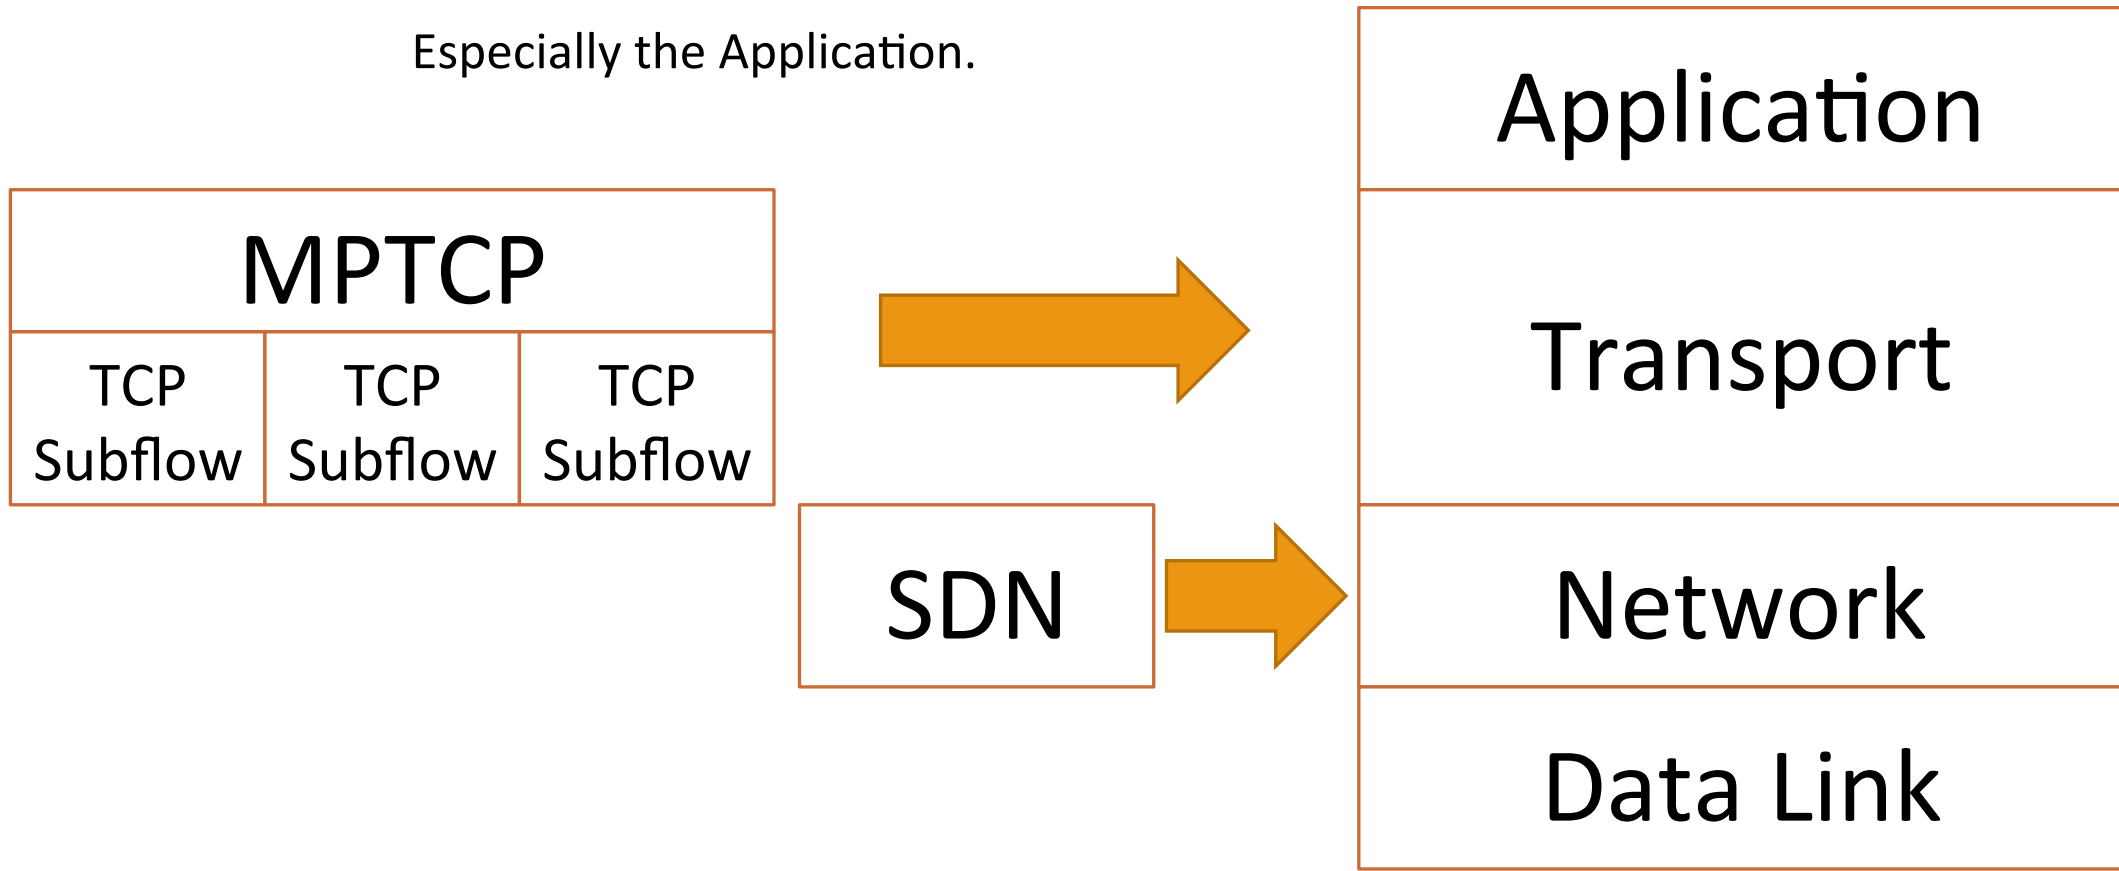 Especially the Application.
MPTCP
TCP
Subflow
TCP
Subflow
TCP
Subflow
SDN
Application
Transport
Network
Data Link